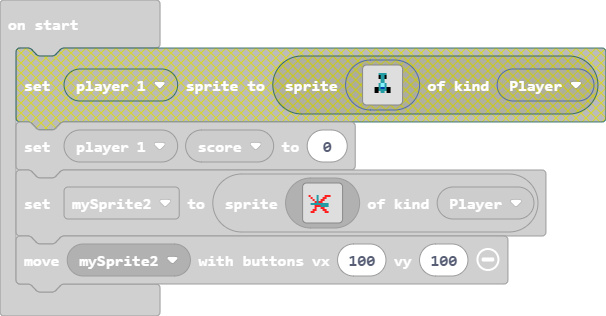 on start
set player 1 sprite to sprite of kind Player
set player 1 score to 0
set mySprite2 to sprite of kind Player
move mySprite2 with buttons vx 100 vy 100